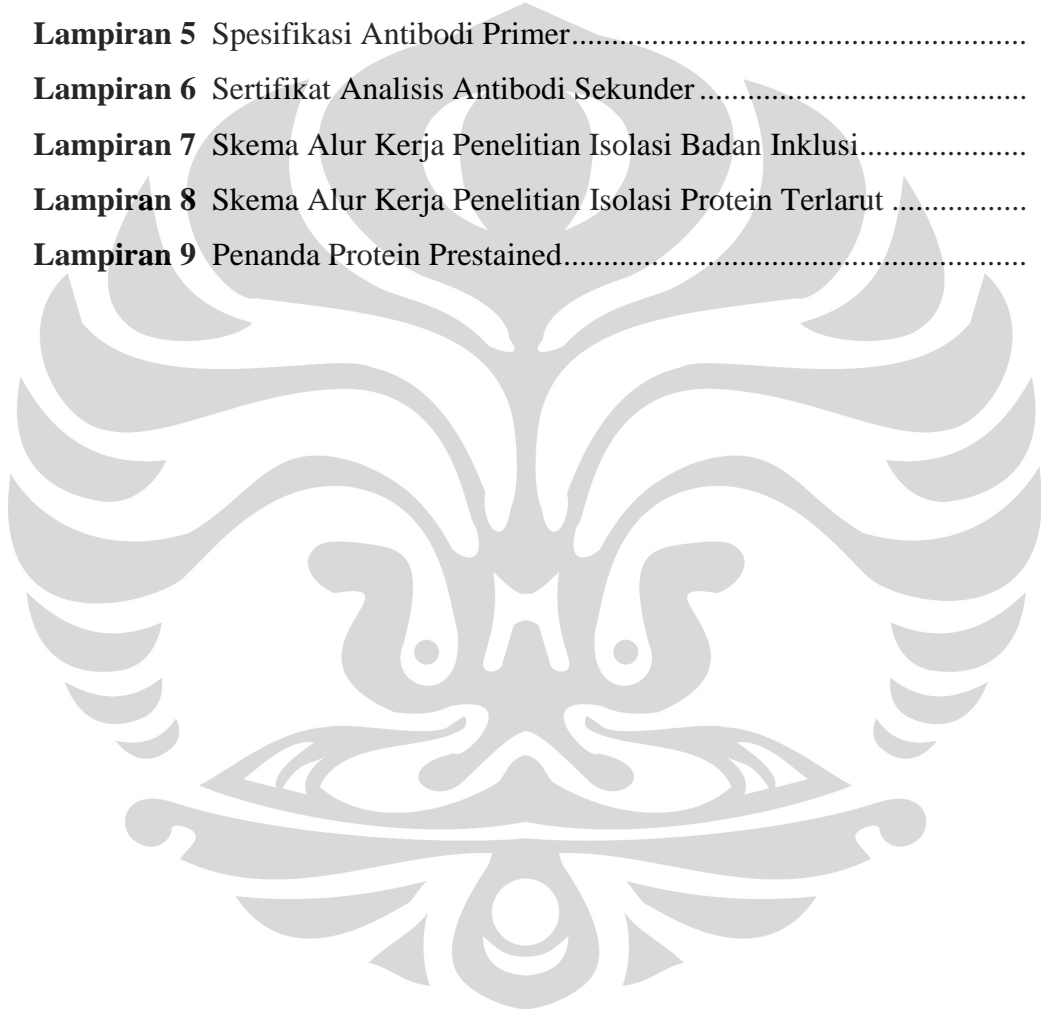 Lampiran 5 Spesifikasi Antibodi Primer..........................................................
Lampiran 6 Sertifikat Analisis Antibodi Sekunder..........................................
Lampiran 7 Skema Alur Kerja Penelitian Isolasi Badan Inklusi.....................
Lampiran 8 Skema Alur Kerja Penelitian Isolasi Protein Terlarut .................
Lampiran 9 Penanda Protein Prestained...........................................................